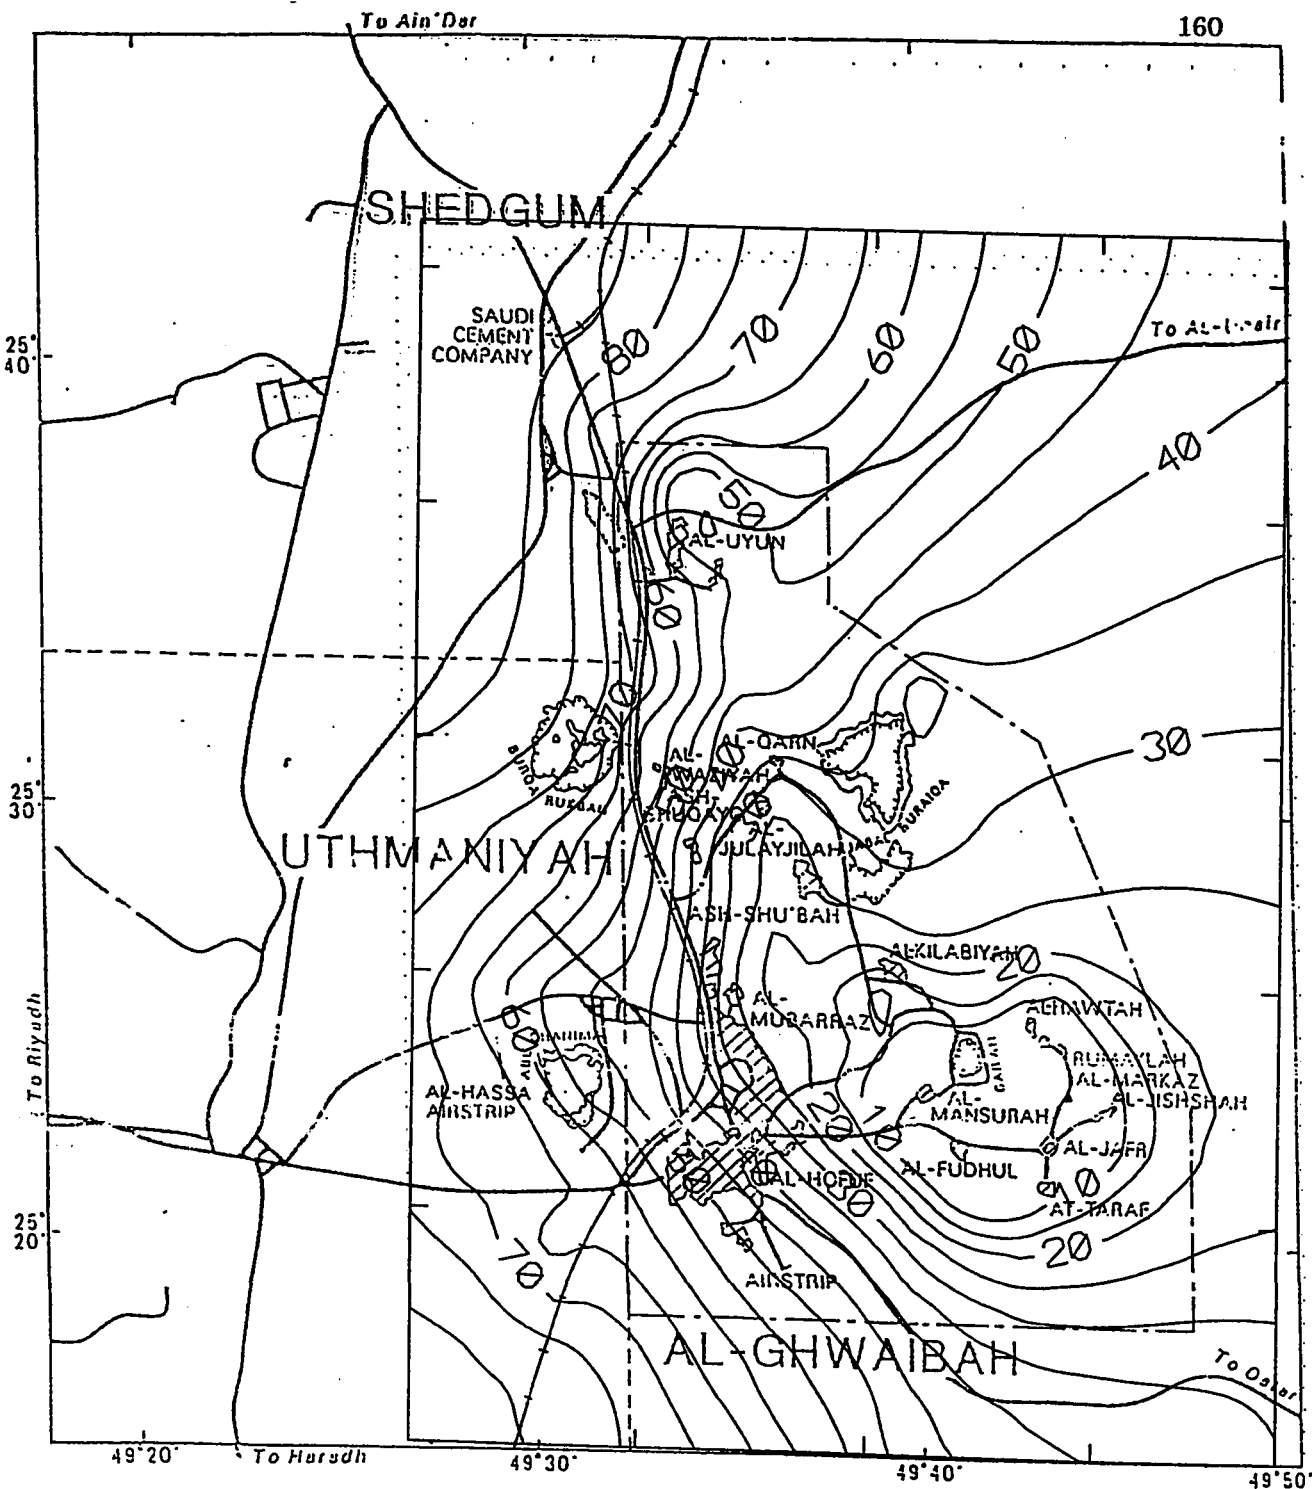 To Ain'Dar
160
SHEDGUM
SAUDI
CEMENT
COMPANY
80
70
60
50
To Al-
25°
40'
40
50
AL-UYUN
60
70
30
AL-QARN
AL-
25°
30'
BURAIQA
UTHMANIYAH
JULAYJILAH
ASH-SHU'BAH
ALKILABIYAH
20
AL-
MUBARRAZ
ALHAWTAH
60
RUMAYLAH
AL-MARKAZ
AL-JISHSHAH
To Riyadh
AL-HASSA
AIRSTRIP
AL-
MANSURAH
20
AL-JAFR
AL-FUDHUL
AL-HOFUF
AT-TARAF
25°
20'
20
70
AIRSTRIP
AL-GHWAIBAH
To Qatar
49°20'
To Haradh
49°30'
49°40'
49°50'